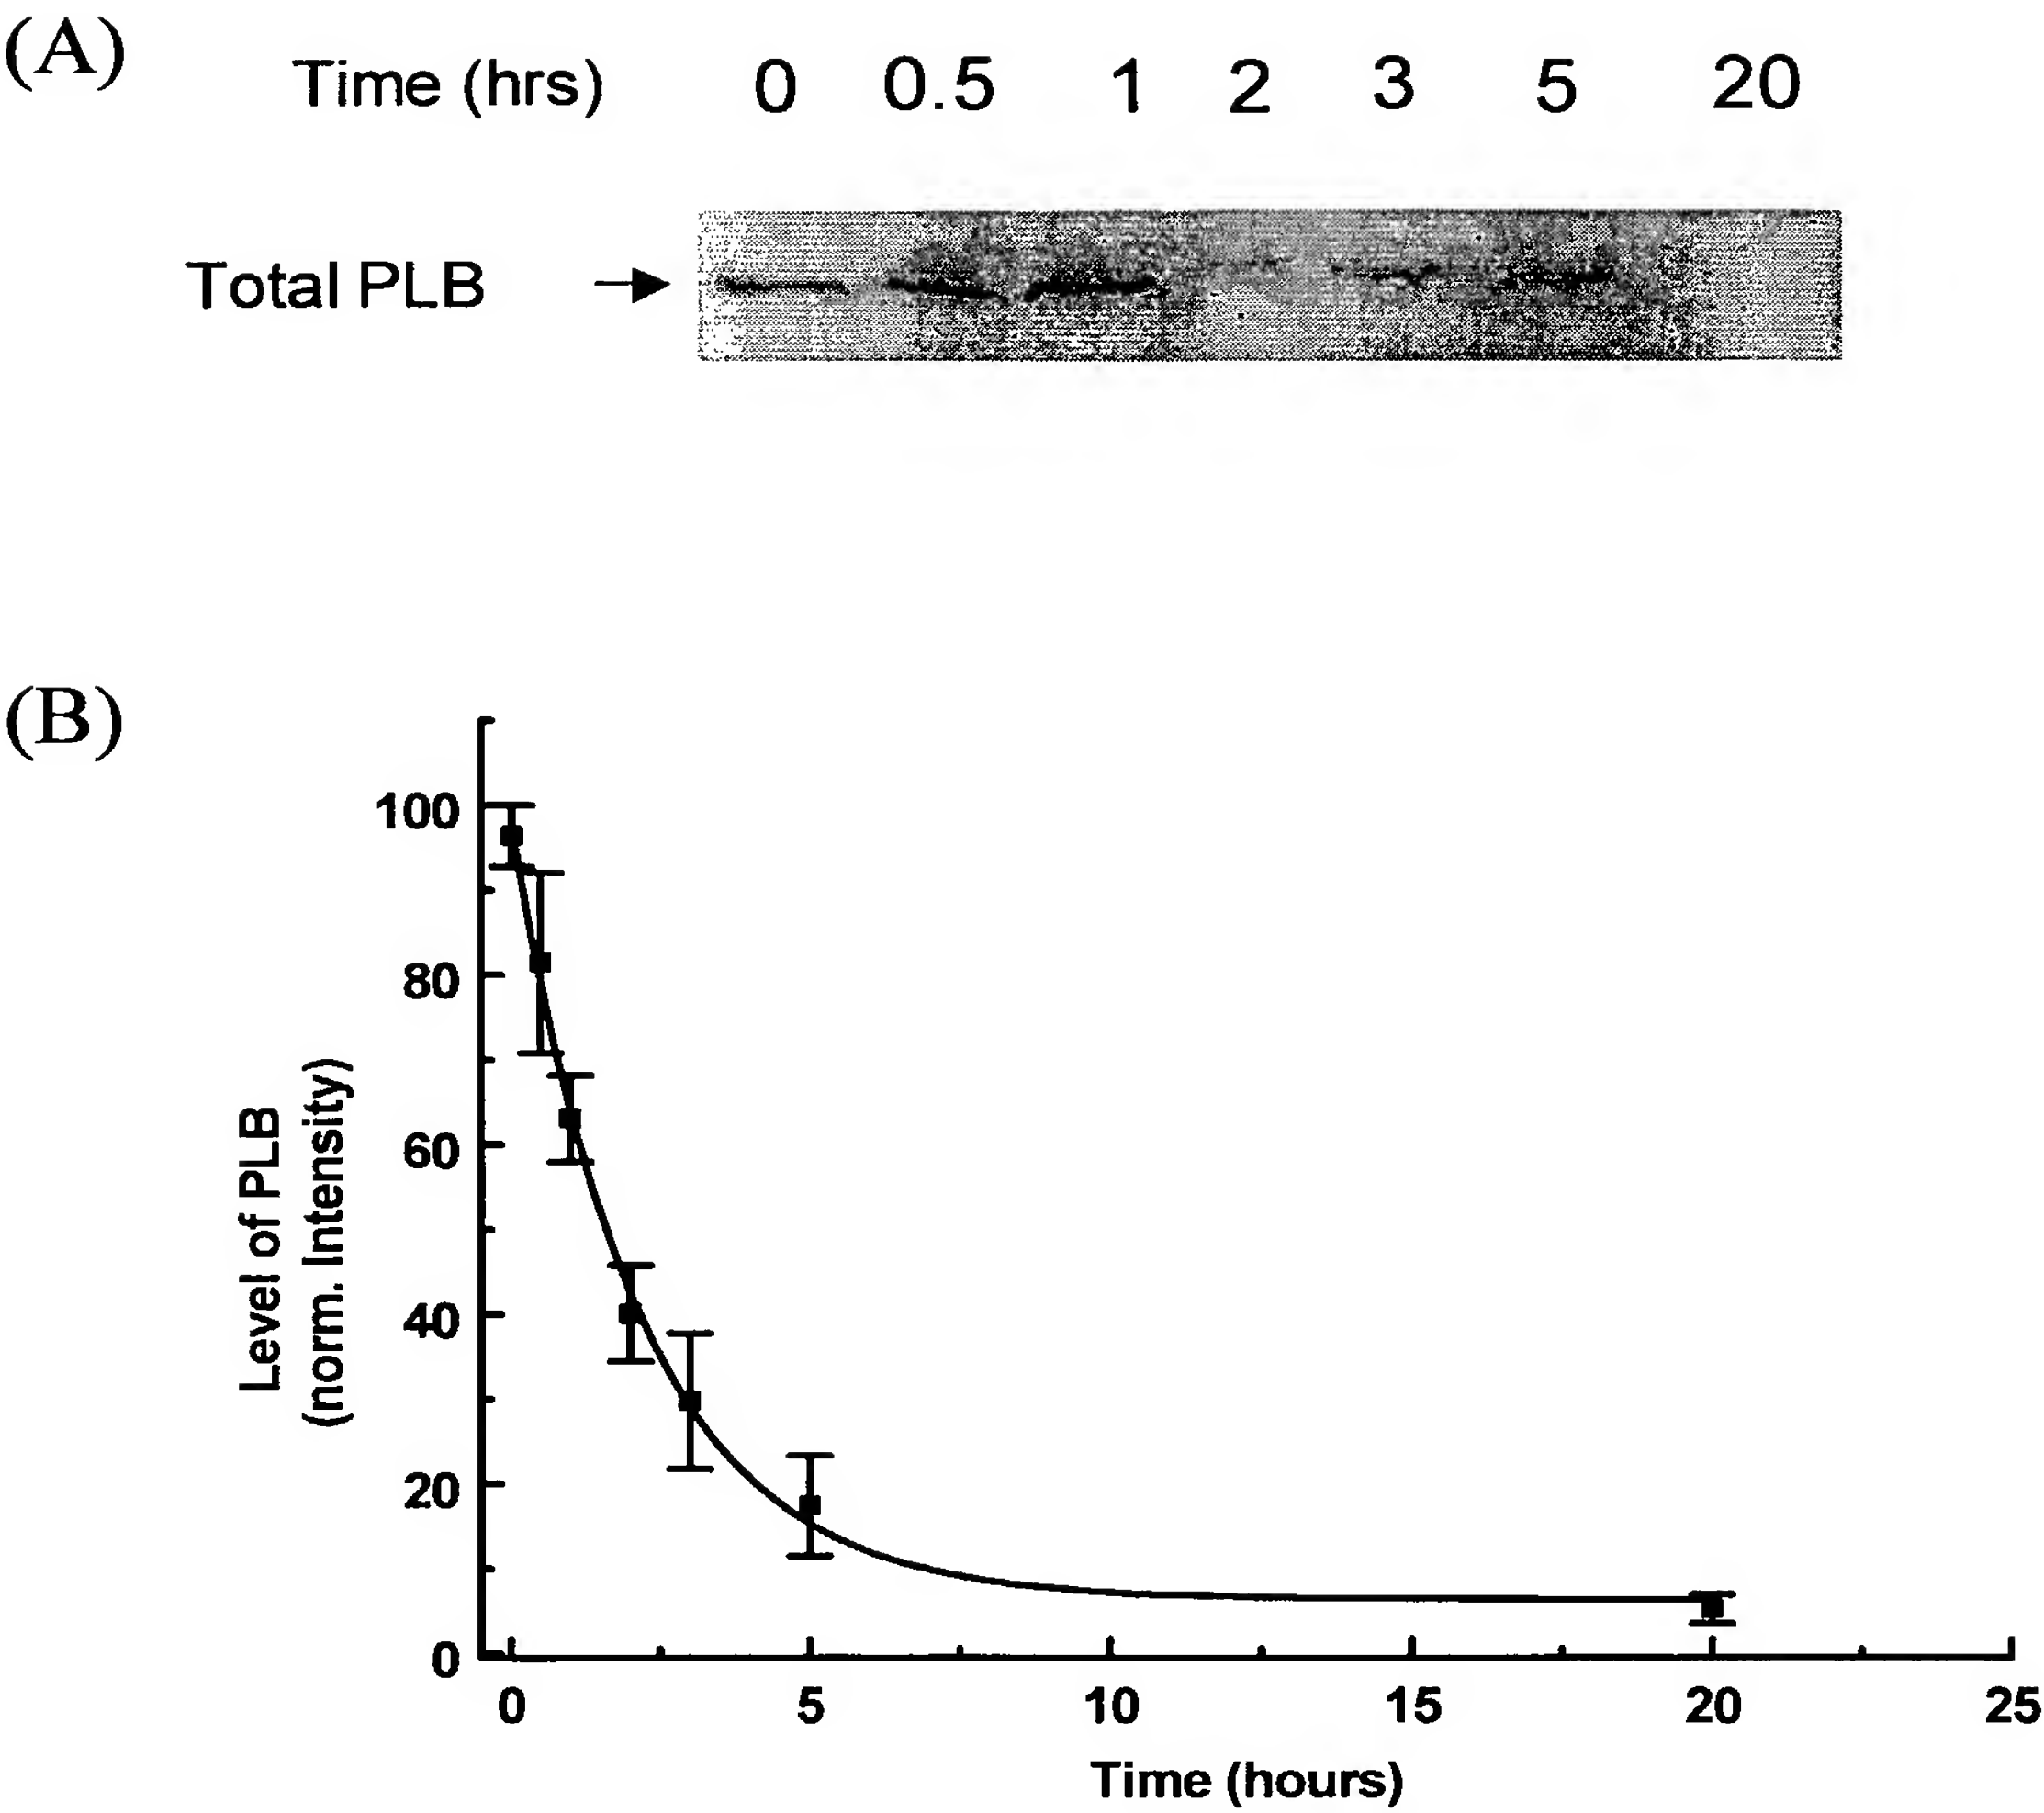 (A)
Time (hrs) 0 0.5 1 2 3 5 20
Total PLB
(B)
Level of PLB
(norm. Intensity)
100
80
60
40
20
0
0 5 10 15 20 25
Time (hours)